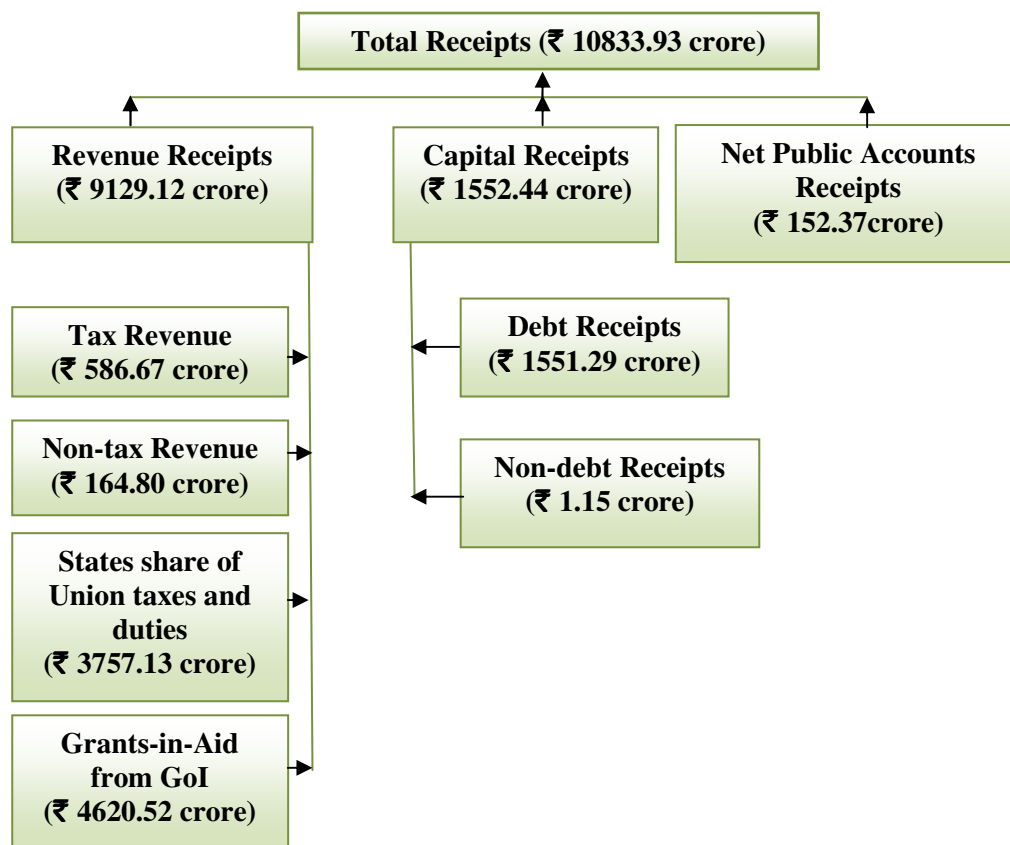 Total Receipts (₹ 10833.93 crore)
Revenue Receipts
(₹ 9129.12 crore)
Capital Receipts
(₹ 1552.44 crore)
Net Public Accounts
Receipts
(₹ 152.37crore)
Tax Revenue
(₹ 586.67 crore)
Non-tax Revenue
(₹ 164.80 crore)
States share of
Union taxes and
duties
(₹ 3757.13 crore)
Grants-in-Aid
from GoI
(₹ 4620.52 crore)
Debt Receipts
(₹ 1551.29 crore)
Non-debt Receipts
(₹ 1.15 crore)